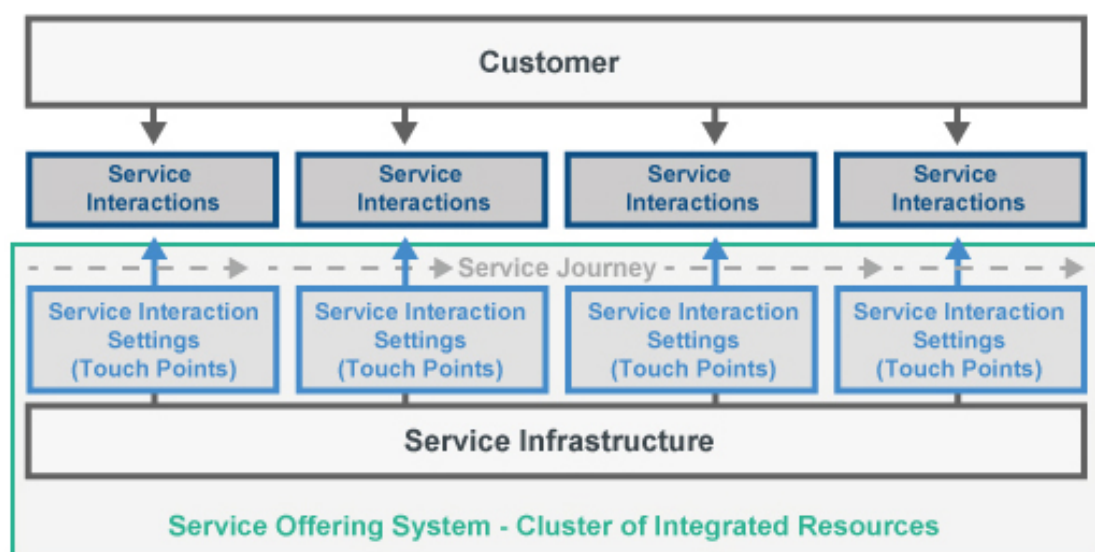 Customer
Service
Interactions
Service
Interactions
Service
Interactions
Service
Interactions
Service Journey
Service Interaction
Settings
(Touch Points)
Service Interaction
Settings
(Touch Points)
Service Interaction
Settings
(Touch Points)
Service Interaction
Settings
(Touch Points)
Service Infrastructure
Service Offering System - Cluster of Integrated Resources